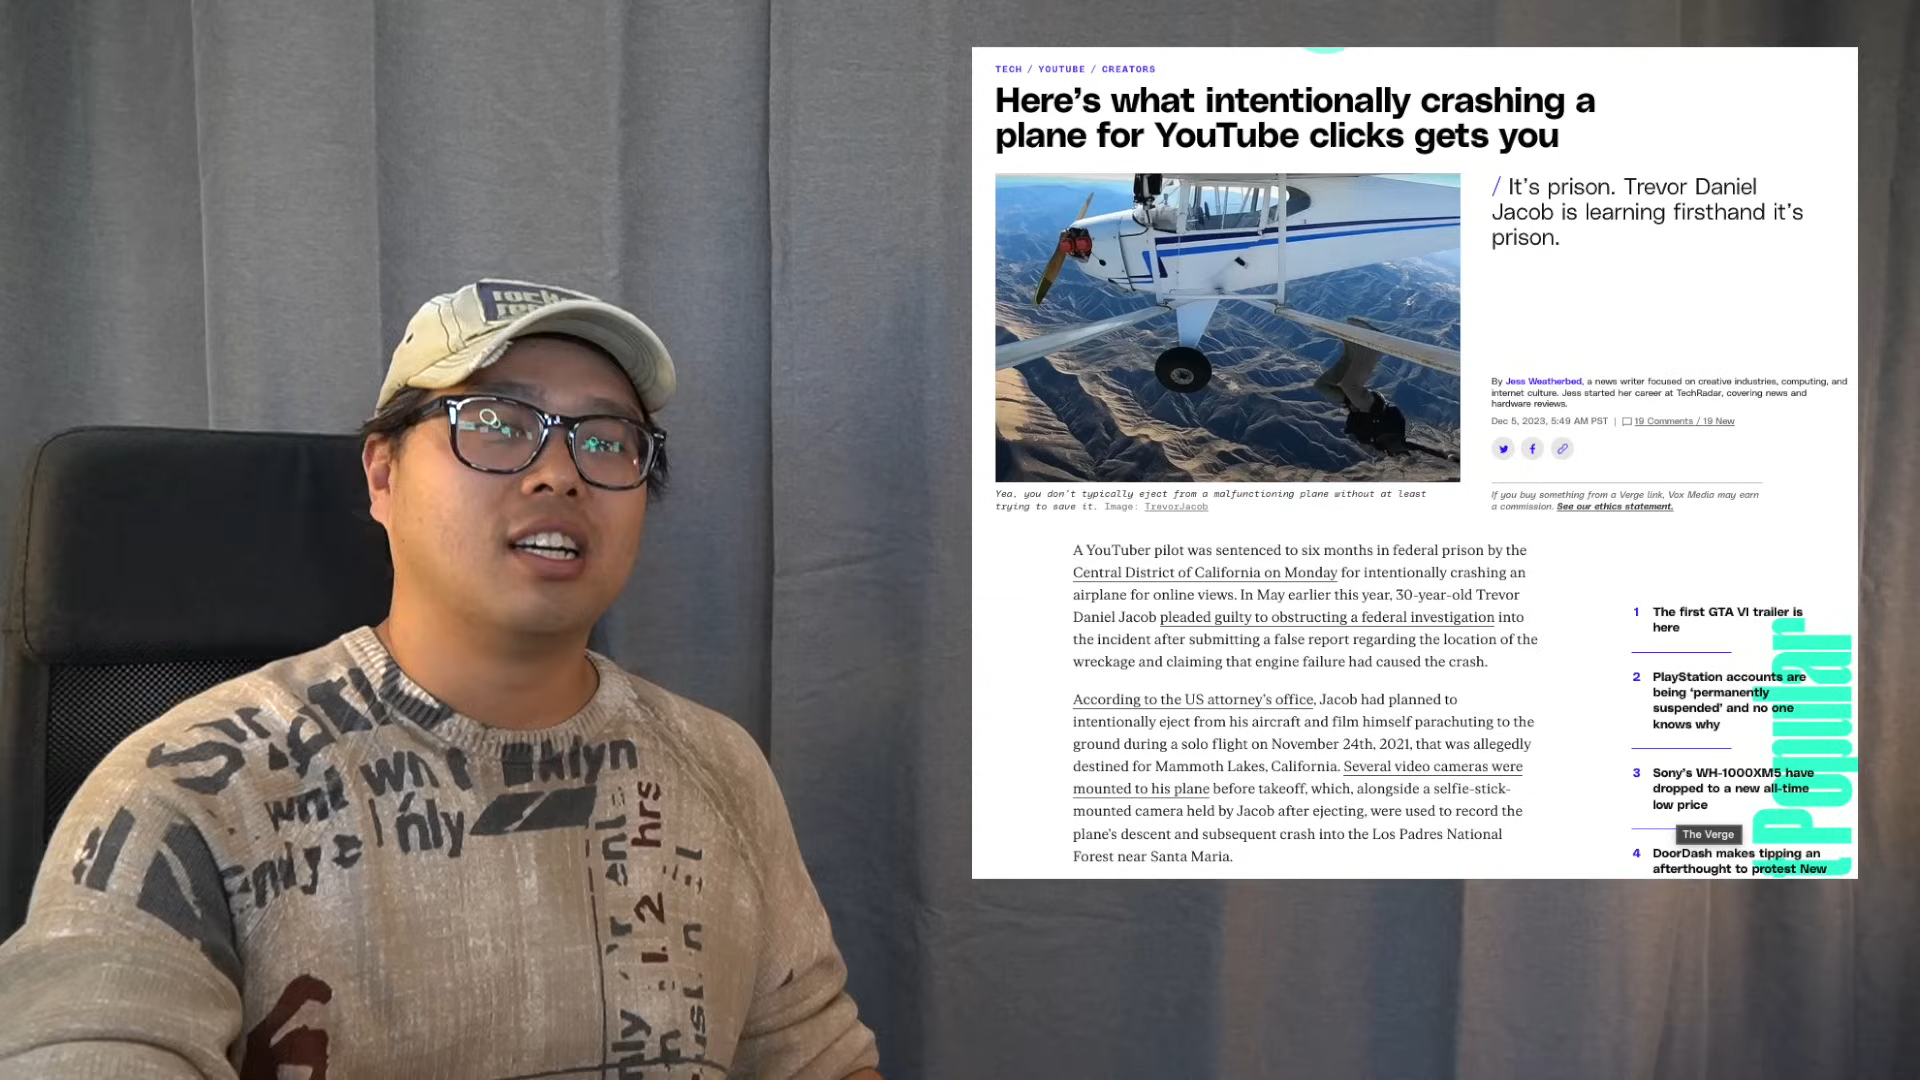 TECH / YOUTUBE / CREATORS
Here’s what intentionally crashing a
plane for YouTube clicks gets you
/ It’s prison. Trevor Daniel
Jacob is learning firsthand it’s
prison.
By Jess Weatherbed, a news writer focused on creative industries, computing, and
internet culture. Jess started her career at TechRadar, covering news and
hardware reviews.
Dec 5, 2023, 5:49 AM PST | 19 Comments / 19 New
Yea, you don’t typically eject from a malfunctioning plane without at least
trying to save it. Image: TrevorJacob
If you buy something from a Verge link, Vox Media may earn
a commission. See our ethics statement.
A YouTuber pilot was sentenced to six months in federal prison by the
Central District of California on Monday for intentionally crashing an
airplane for online views. In May earlier this year, 30-year-old Trevor
Daniel Jacob pleaded guilty to obstructing a federal investigation into
the incident after submitting a false report regarding the location of the
wreckage and claiming that engine failure had caused the crash.
According to the US attorney’s office, Jacob had planned to
intentionally eject from his aircraft and film himself parachuting to the
ground during a solo flight on November 24th, 2021, that was allegedly
destined for Mammoth Lakes, California. Several video cameras were
mounted to his plane before takeoff, which, alongside a selfie-stick-
mounted camera held by Jacob after ejecting, were used to record the
plane’s descent and subsequent crash into the Los Padres National
Forest near Santa Maria.
1 The first GTA VI trailer is
here
2 PlayStation accounts are
being ‘permanently
suspended’ and no one
knows why
3 Sony’s WH-1000XM5 have
dropped to a new all-time
low price
The Verge
4 DoorDash makes tipping an
afterthought to protest New
Popular
12 hrs